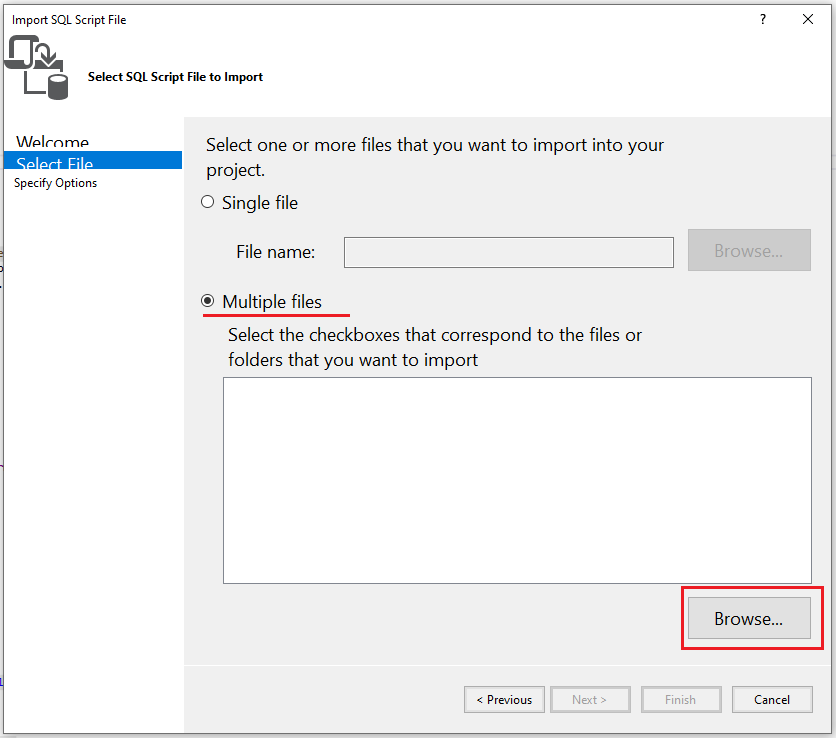 Import SQL Script File
?
Select SQL Script File to Import
Welcome
Select File
Specify Options
Select one or more files that you want to import into your
project.
Single file
File name:
Browse...
Multiple files
Select the checkboxes that correspond to the files or
folders that you want to import
Browse...
< Previous
Next >
Finish
Cancel